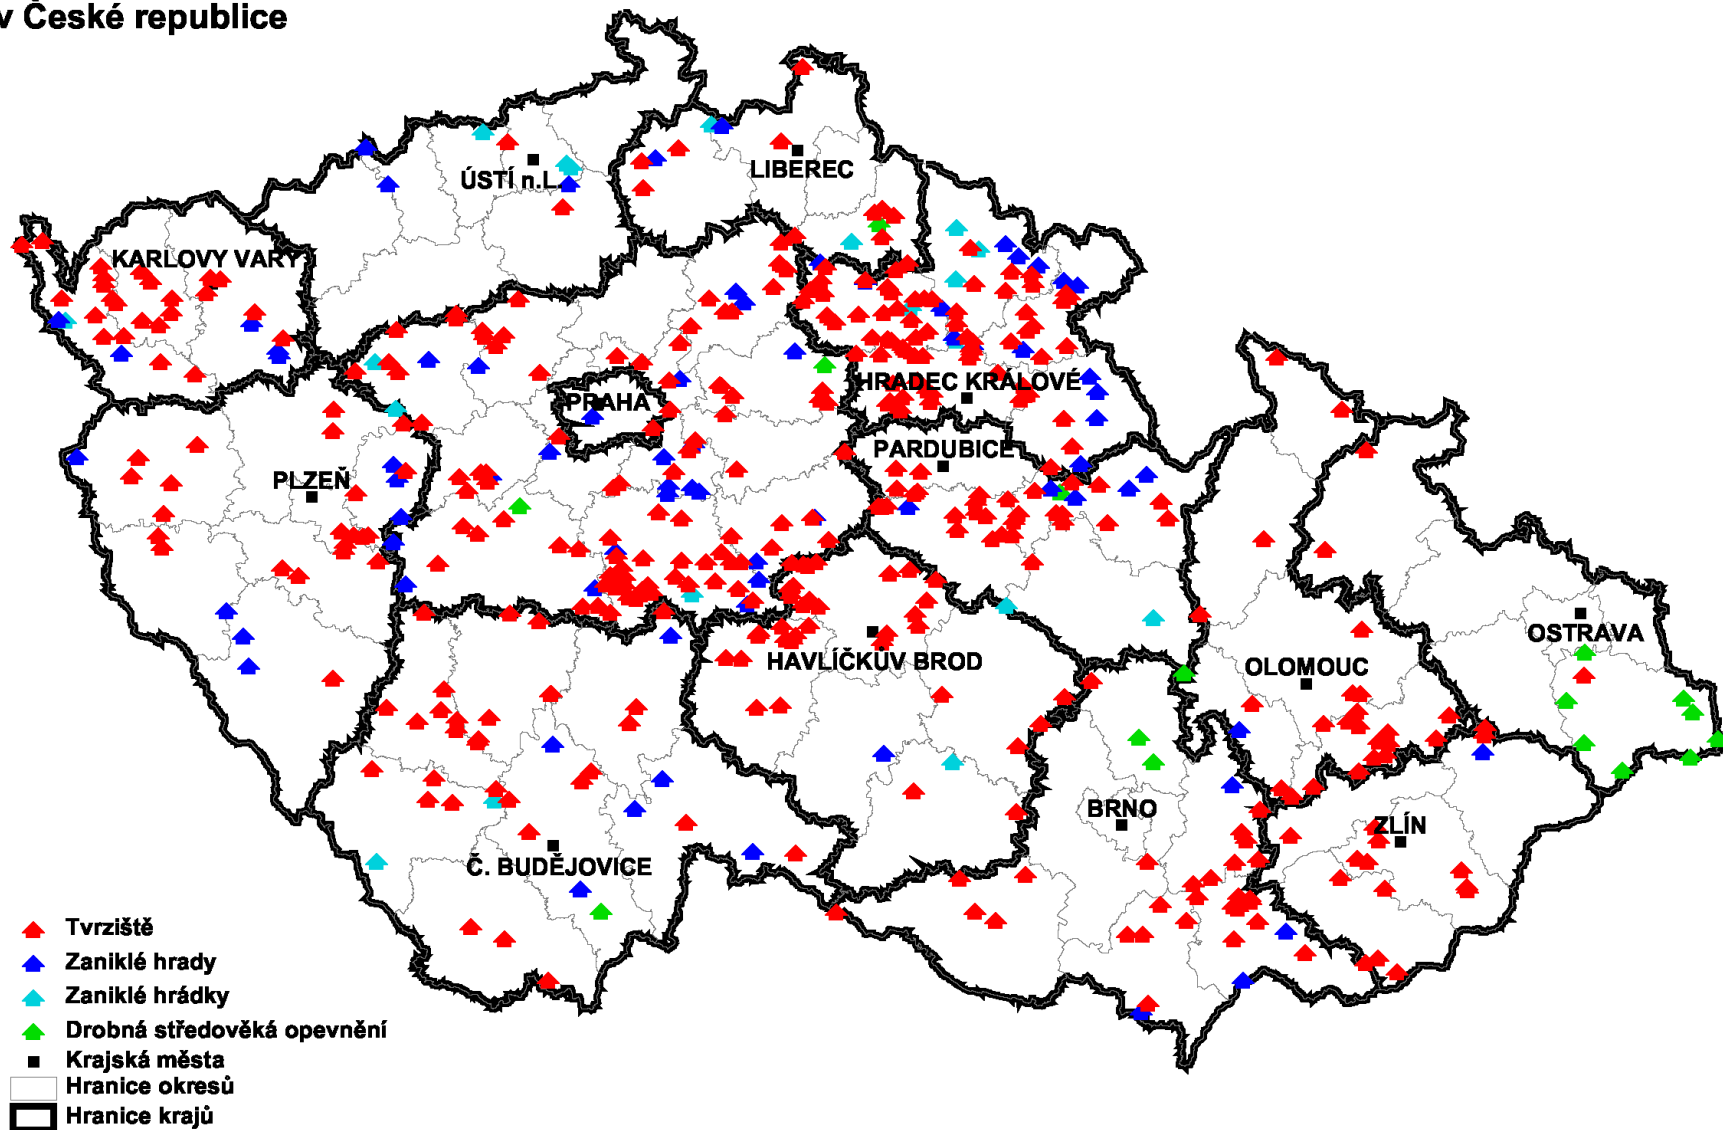 v České republice
LIBEREC
ÚSTÍ n.L.
KARLOVY VARY
HRADEC KRÁLOVÉ
PRAHA
PARDUBICE
PLZEŇ
OSTRAVA
HAVLÍČKŮV BROD
OLOMOUC
BRNO
ZLÍN
Č. BUDĚJOVICE
Tvrziště
Zaniklé hrady
Zaniklé hrádky
Drobná středověká opevnění
Krajská města
Hranice okresů
Hranice krajů